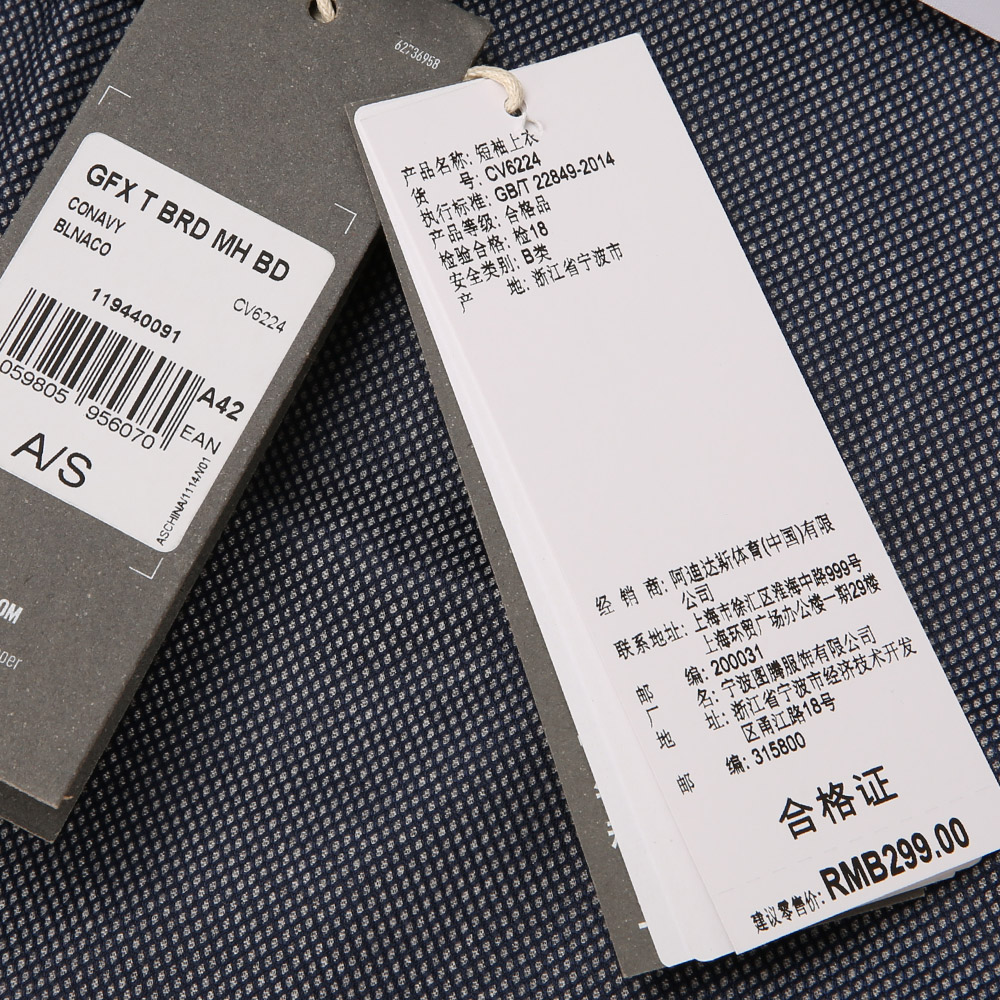 62736958
GFX T BRD MH BD
CONAVY
BLNACO
CV6224
119440091
A42
059805 956070
EAN
A/S
ASCHINA/1114/N01
OM
per
产品名称: 短袖上衣
货 号: CV6224
执行标准: GB/T 22849-2014
产品等级: 合格品
检验合格: 检18
安全类别: B类
产 地: 浙江省宁波市
经 销 商: 阿迪达斯体育(中国)有限
公司
联系地址: 上海市徐汇区淮海中路999号
上海环贸广场办公楼一期29楼
邮 编: 200031
厂 名: 宁波图腾服饰有限公司
地 址: 浙江省宁波市经济技术开发
区甬江路18号
邮 编: 315800
合格证
建议零售价: RMB299.00